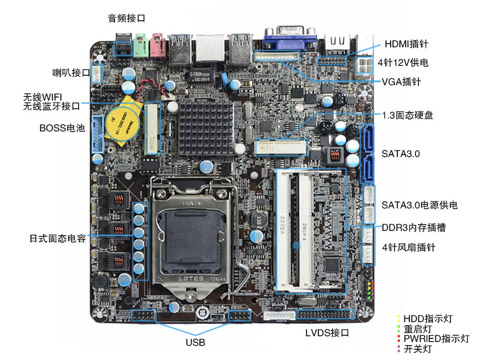 音频接口
HDMI插针
4针12V供电
喇叭接口
VGA插针
无线WIFI
无线蓝牙接口
1.3固态硬盘
BOSS电池
SATA3.0
SATA3.0电源供电
DDR3内存插槽
日式固态电容
4针风扇插针
LOTES
USB
LVDS接口
HDD指示灯
重启灯
PWRIED指示灯
开关灯